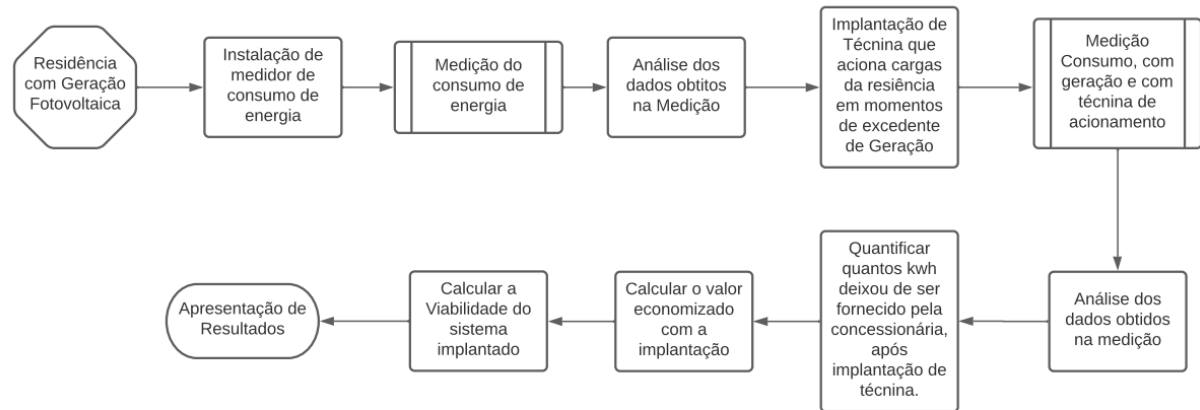 Residência
com Geração
Fotovoltaica
Instalação de
medidor de
consumo de
energia
Medição do
consumo de
energia
Análise dos
dados obtitos
na Medição
Implantação de
Técnina que
aciona cargas
da resiência
em momentos
de excedente
de Geração
Medição
Consumo, com
geração e com
técnina de
acionamento
Análise dos
dados obtidos
na medição
Quantificar
quantos kwh
deixou de ser
fornecido pela
concessionária,
após
implantação de
técnina.
Calcular o valor
economizado
com a
implantação
Calcular a
Viabilidade do
sistema
implantado
Apresentação de
Resultados